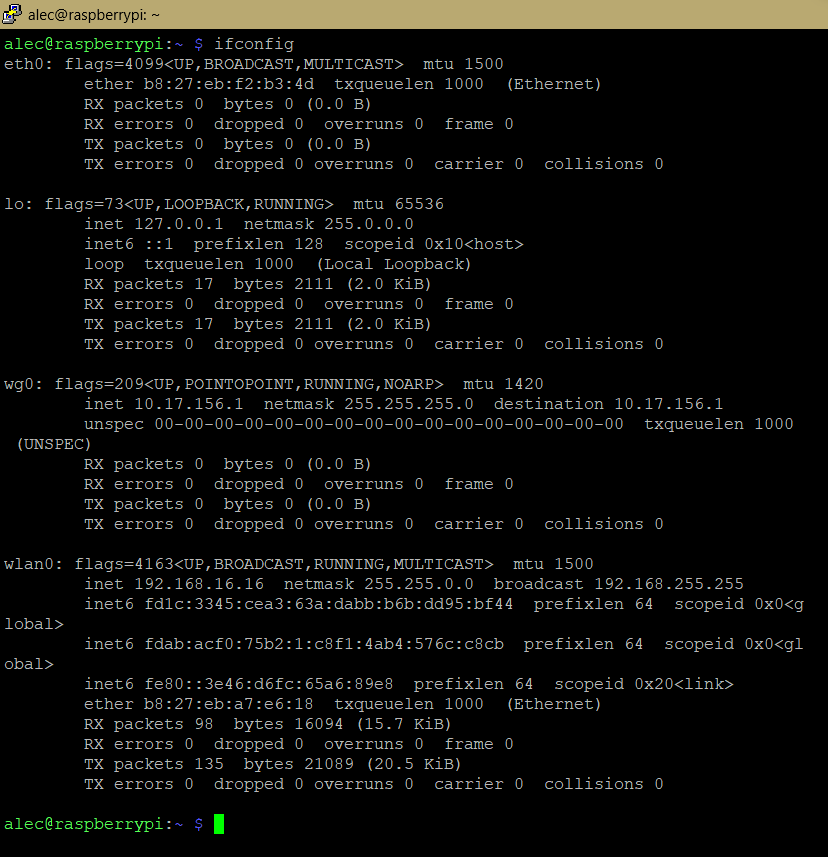 alec@raspberrypi: ~
alec@raspberrypi:~ $ ifconfig
eth0: flags=4099<UP,BROADCAST,MULTICAST>  mtu 1500
        ether b8:27:eb:f2:b3:4d  txqueuelen 1000  (Ethernet)
        RX packets 0  bytes 0 (0.0 B)
        RX errors 0  dropped 0  overruns 0  frame 0
        TX packets 0  bytes 0 (0.0 B)
        TX errors 0  dropped 0 overruns 0  carrier 0  collisions 0

lo: flags=73<UP,LOOPBACK,RUNNING>  mtu 65536
        inet 127.0.0.1  netmask 255.0.0.0
        inet6 ::1  prefixlen 128  scopeid 0x10<host>
        loop  txqueuelen 1000  (Local Loopback)
        RX packets 17  bytes 2111 (2.0 KiB)
        RX errors 0  dropped 0  overruns 0  frame 0
        TX packets 17  bytes 2111 (2.0 KiB)
        TX errors 0  dropped 0 overruns 0  carrier 0  collisions 0

wg0: flags=209<UP,POINTOPOINT,RUNNING,NOARP>  mtu 1420
        inet 10.17.156.1  netmask 255.255.255.0  destination 10.17.156.1
        unspec 00-00-00-00-00-00-00-00-00-00-00-00-00-00-00-00  txqueuelen 1000
 (UNSPEC)
        RX packets 0  bytes 0 (0.0 B)
        RX errors 0  dropped 0  overruns 0  frame 0
        TX packets 0  bytes 0 (0.0 B)
        TX errors 0  dropped 0 overruns 0  carrier 0  collisions 0

wlan0: flags=4163<UP,BROADCAST,RUNNING,MULTICAST>  mtu 1500
        inet 192.168.16.16  netmask 255.255.0.0  broadcast 192.168.255.255
        inet6 fd1c:3345:cea3:63a:dabb:b6b:dd95:bf44  prefixlen 64  scopeid 0x0<g
lobal>
        inet6 fdab:acf0:75b2:1:c8f1:4ab4:576c:c8cb  prefixlen 64  scopeid 0x0<gl
obal>
        inet6 fe80::3e46:d6fc:65a6:89e8  prefixlen 64  scopeid 0x20<link>
        ether b8:27:eb:a7:e6:18  txqueuelen 1000  (Ethernet)
        RX packets 98  bytes 16094 (15.7 KiB)
        RX errors 0  dropped 0  overruns 0  frame 0
        TX packets 135  bytes 21089 (20.5 KiB)
        TX errors 0  dropped 0 overruns 0  carrier 0  collisions 0

alec@raspberrypi:~ $